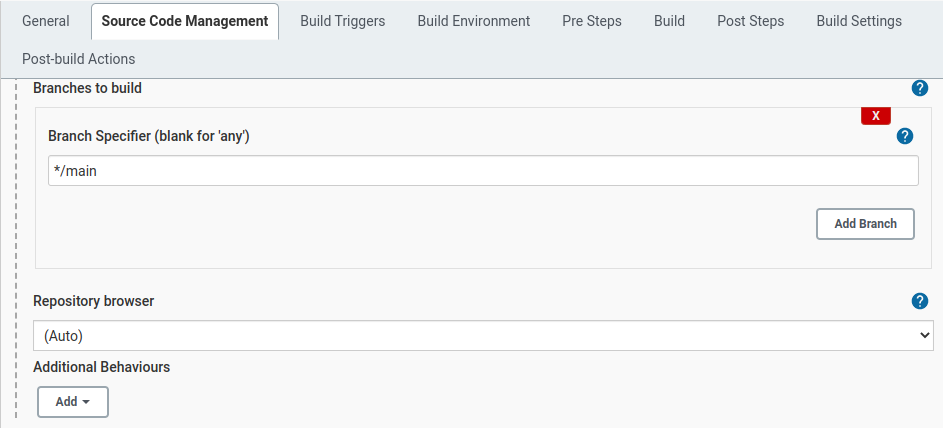 General Source Code Management Build Triggers Build Environment Pre Steps Build Post Steps Build Settings
Post-build Actions
Branches to build ?
X
Branch Specifier (blank for 'any') ?
*/main
Add Branch
Repository browser ?
(Auto)
Additional Behaviours
Add